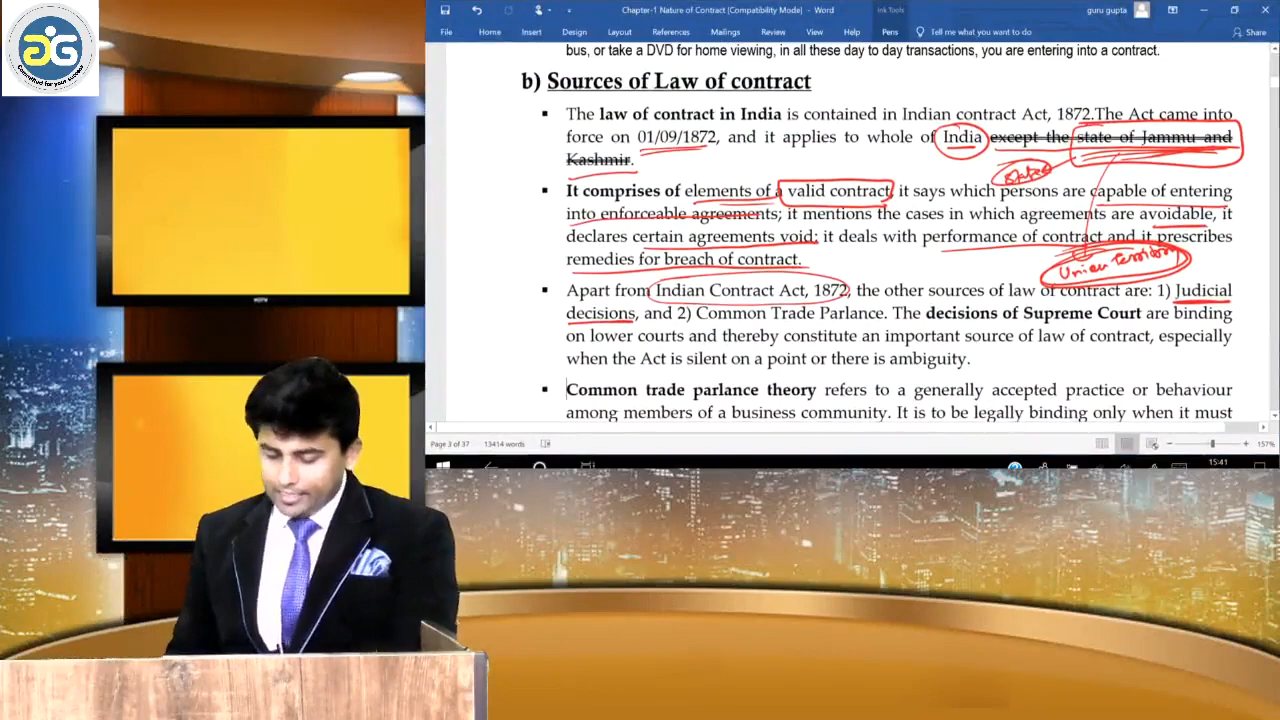 Committed for your success
Chapter-1 Nature of Contract [Compatibility Mode] - Word
Ink Tools
guru gupta
File Home Insert Design Layout References Mailings Review View Help Pens Tell me what you want to do Share
bus, or take a DVD for home viewing, in all these day to day transactions, you are entering into a contract.
b) Sources of Law of contract
▪ The law of contract in India is contained in Indian contract Act, 1872.The Act came into
force on 01/09/1872, and it applies to whole of India except the state of Jammu and
Kashmir.
State
▪ It comprises of elements of a valid contract, it says which persons are capable of entering
into enforceable agreements; it mentions the cases in which agreements are avoidable, it
declares certain agreements void; it deals with performance of contract and it prescribes
remedies for breach of contract.
Union Territory
▪ Apart from Indian Contract Act, 1872, the other sources of law of contract are: 1) Judicial
decisions, and 2) Common Trade Parlance. The decisions of Supreme Court are binding
on lower courts and thereby constitute an important source of law of contract, especially
when the Act is silent on a point or there is ambiguity.
▪ Common trade parlance theory refers to a generally accepted practice or behaviour
among members of a business community. It is to be legally binding only when it must
Page 3 of 37 13414 words 157%
15:41